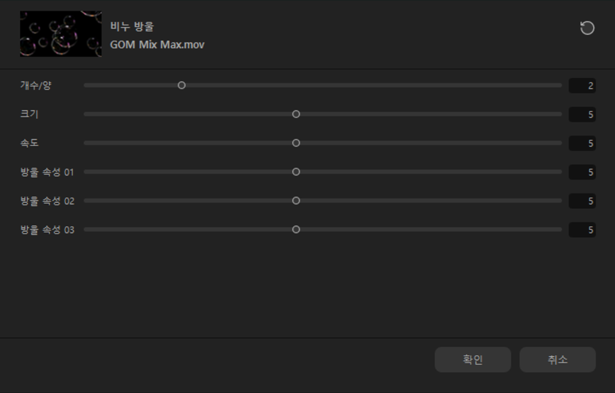 비누 방울
GOM Mix Max.mov
개수/양 2
크기 5
속도 5
방울 속성 01 5
방울 속성 02 5
방울 속성 03 5
확인 취소